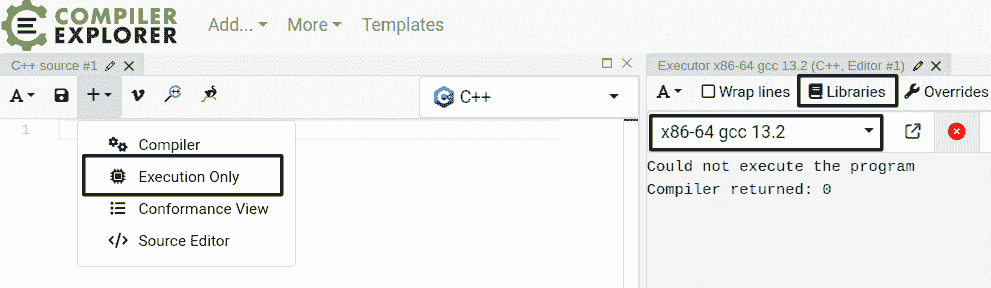 COMPILER
EXPLORER
Add...
More
Templates
C++ source #1
A
C++
1
Compiler
Execution Only
Conformance View
Source Editor
Executor x86-64 gcc 13.2 (C++, Editor #1)
A
Wrap lines
Libraries
Overrides
x86-64 gcc 13.2
Could not execute the program
Compiler returned: 0